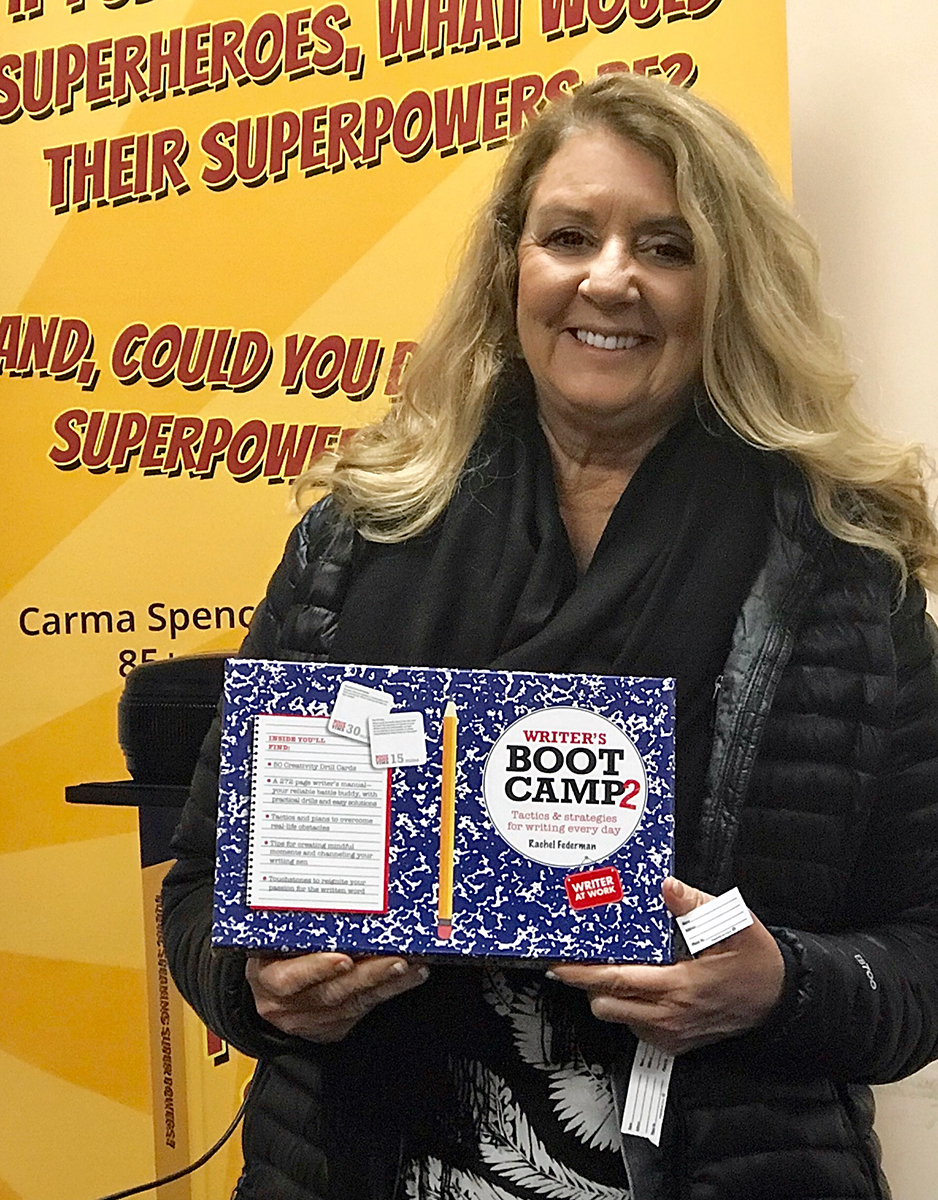 SUPERHEROES, WHAT WOULD
THEIR SUPERPOWERS BE?
AND, COULD YOU
SUPERPOWE
Carma Spenc
85+
INSIDE YOU'LL
FIND:
50 Creativity Drill Cards
A 272-page writer's manual—
your reliable battle buddy, with
practical drills and easy solutions
Tactics and plans to overcome
real-life obstacles
Tips for creating mindful
moments and channeling your
writing zen
Touchstones to reignite your
passion for the written word
30
15
WRITER'S
BOOT
CAMP2
Tactics & strategies
for writing every day
Rachel Federman
WRITER
AT WORK